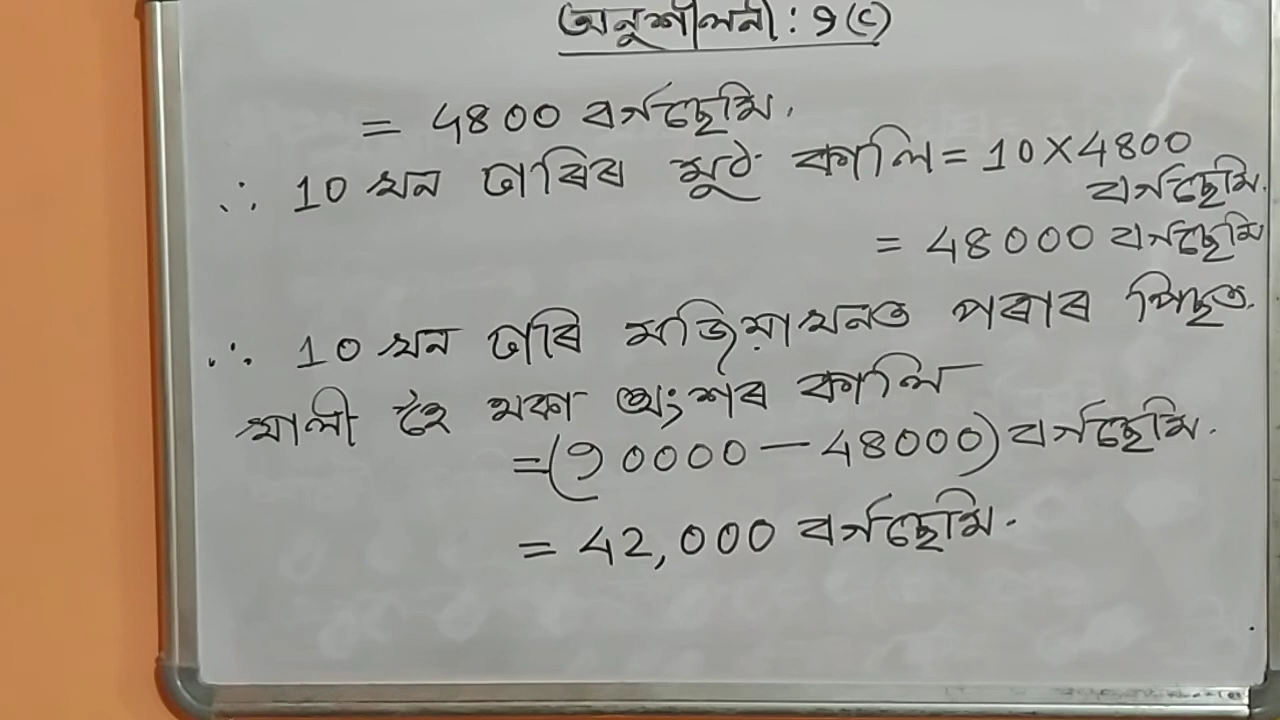 অনুশীলনী : 9 (c)
= 4800 বৰ্গছেমি.
∴ 10 খন ঢাৰিৰ মুঠ কালি = 10 × 4800
বৰ্গছেমি.
= 48000 বৰ্গছেমি
∴ 10 খন ঢাৰি মজিয়াখনত পৰাৰ পিছত.
খালী হৈ থকা অংশৰ কালি
= (90000 — 48000) বৰ্গছেমি.
= 42,000 বৰ্গছেমি.